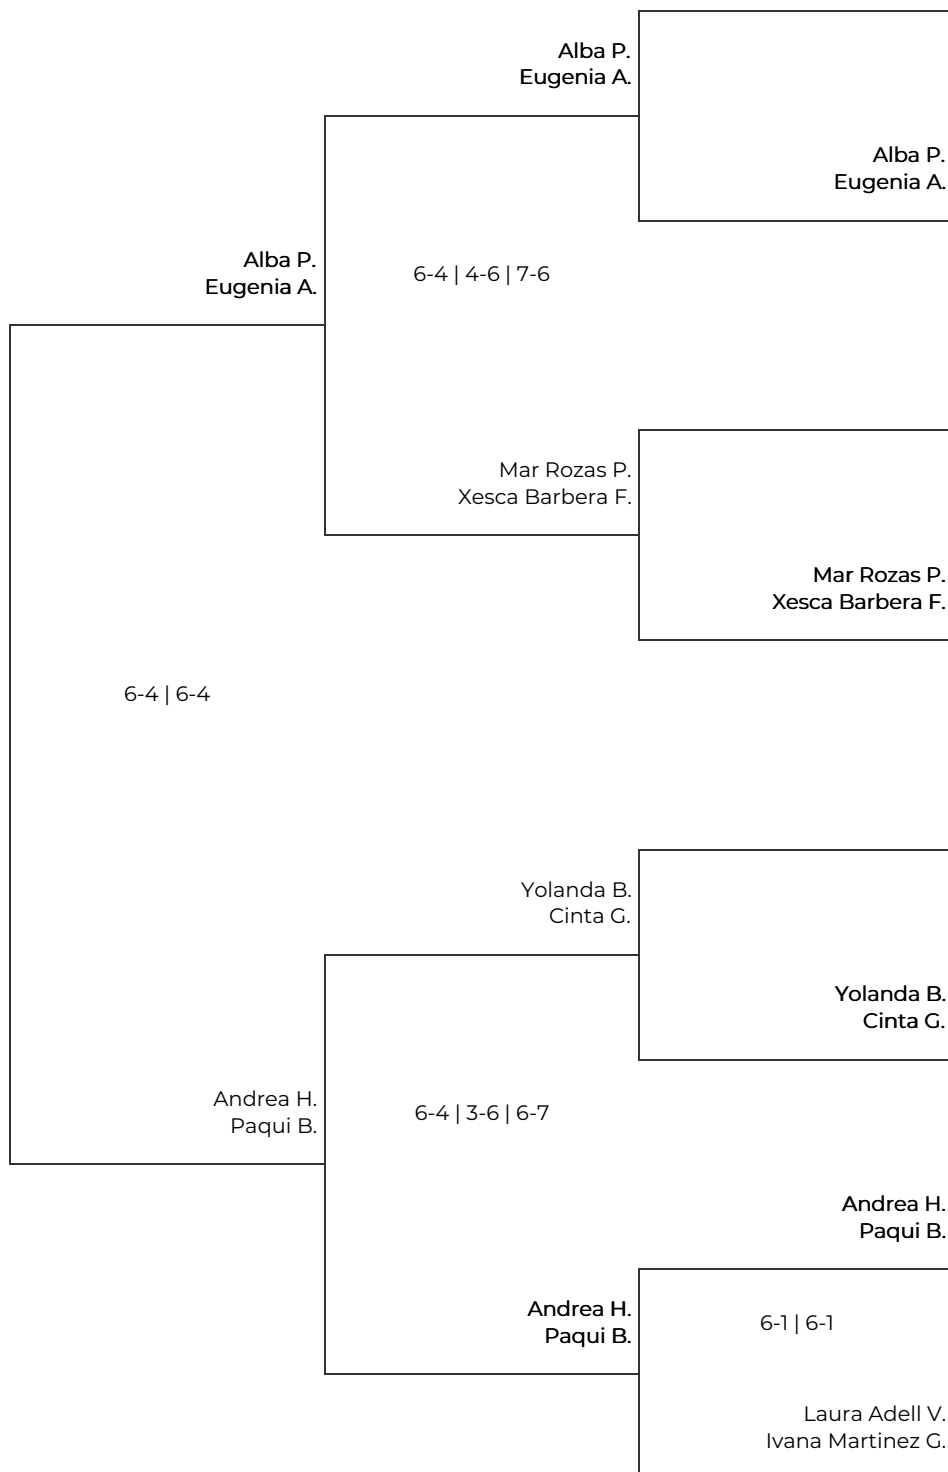 Alba P.
Eugenia A.
Alba P.
Eugenia A.
Alba P.
Eugenia A.
6-4 | 4-6 | 7-6
Mar Rozas P.
Xesca Barbera F.
Mar Rozas P.
Xesca Barbera F.
6-4 | 6-4
Yolanda B.
Cinta G.
Yolanda B.
Cinta G.
Andrea H.
Paqui B.
6-4 | 3-6 | 6-7
Andrea H.
Paqui B.
Andrea H.
Paqui B.
6-1 | 6-1
Laura Adell V.
Ivana Martinez G.